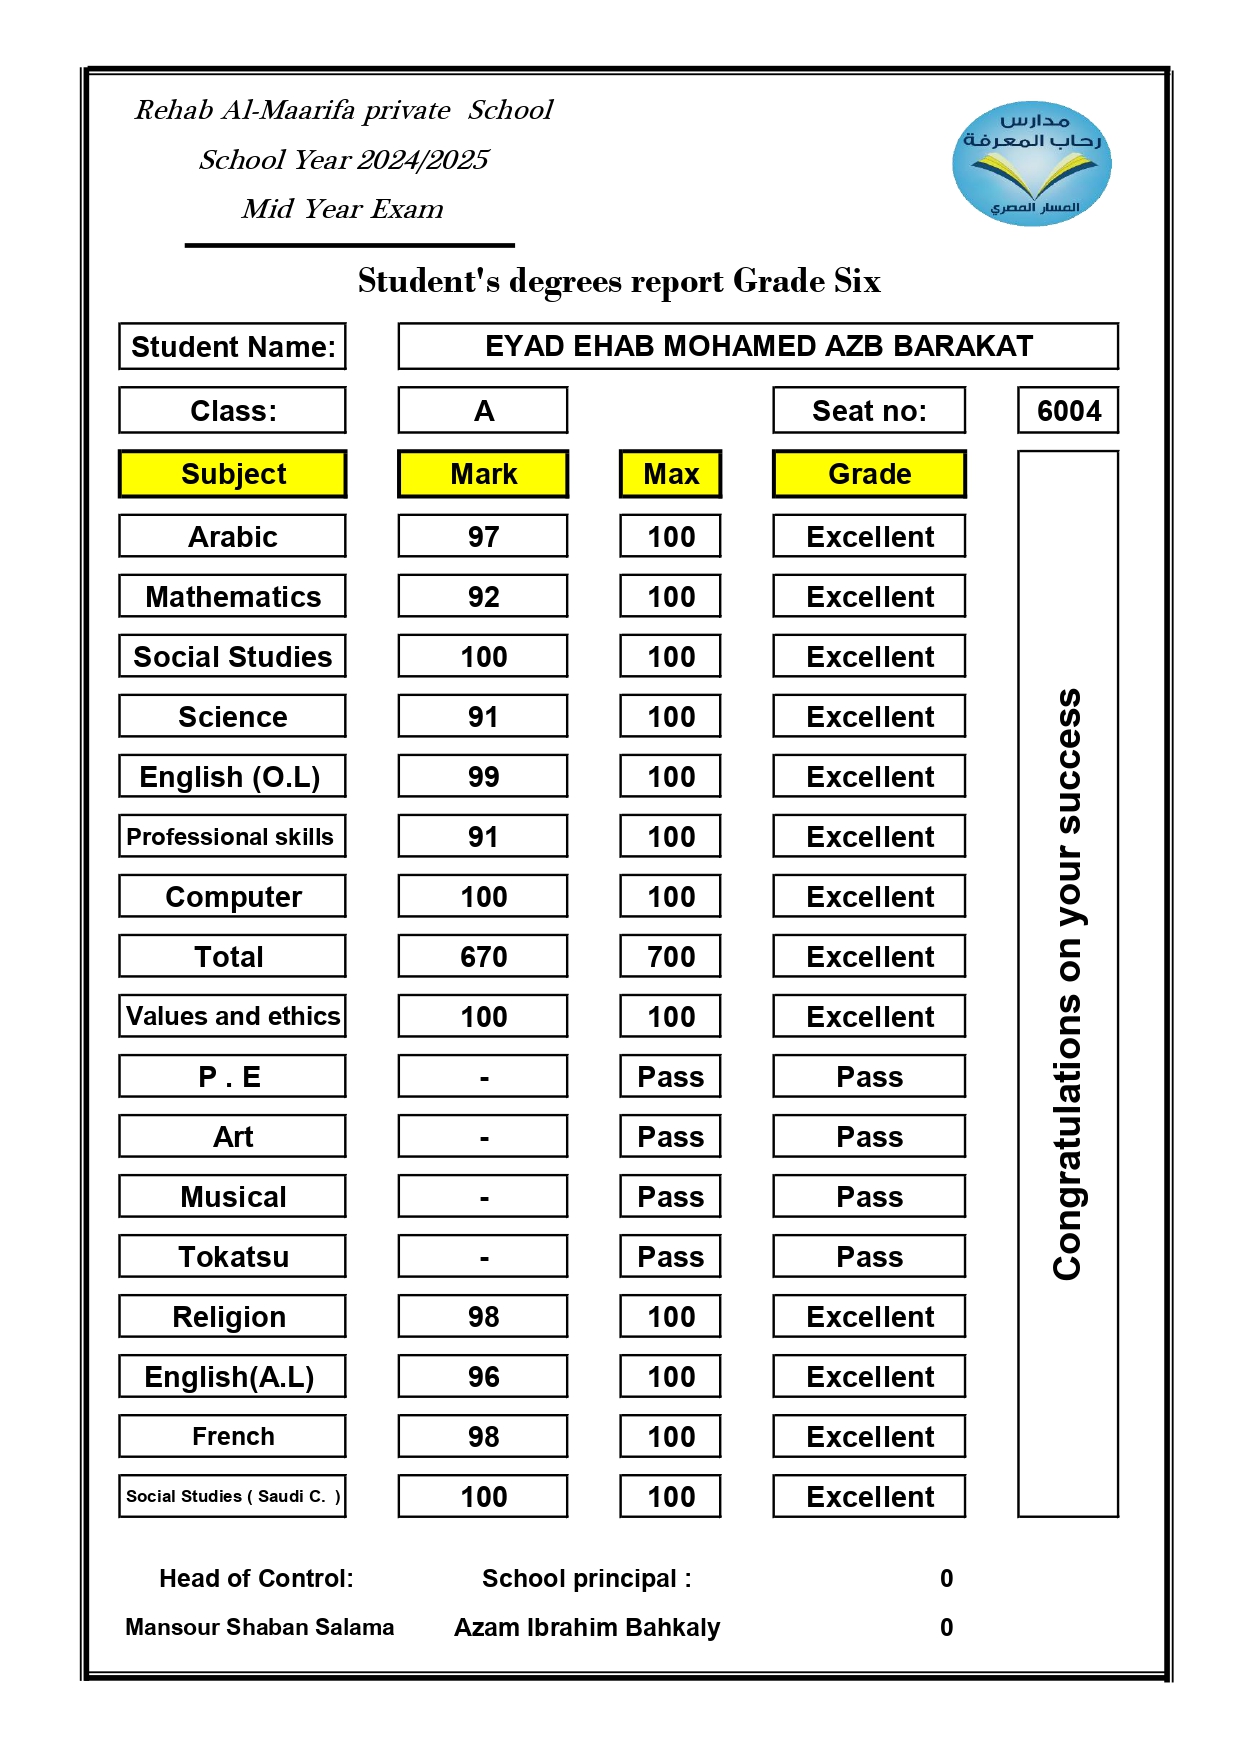 Rehab Al-Maarifa private School
School Year 2024/2025
Mid Year Exam
مدارس
رحاب المعرفة
المسار المصري
Student's degrees report Grade Six
Student Name: EYAD EHAB MOHAMED AZB BARAKAT
Class: A Seat no: 6004
Subject Mark Max Grade
Arabic 97 100 Excellent
Mathematics 92 100 Excellent
Social Studies 100 100 Excellent
Science 91 100 Excellent
English (O.L) 99 100 Excellent
Professional skills 91 100 Excellent
Computer 100 100 Excellent
Total 670 700 Excellent
Values and ethics 100 100 Excellent
P . E - Pass Pass
Art - Pass Pass
Musical - Pass Pass
Tokatsu - Pass Pass
Religion 98 100 Excellent
English(A.L) 96 100 Excellent
French 98 100 Excellent
Social Studies ( Saudi C. ) 100 100 Excellent
Congratulations on your success
Head of Control: School principal : 0
Mansour Shaban Salama Azam Ibrahim Bahkaly 0